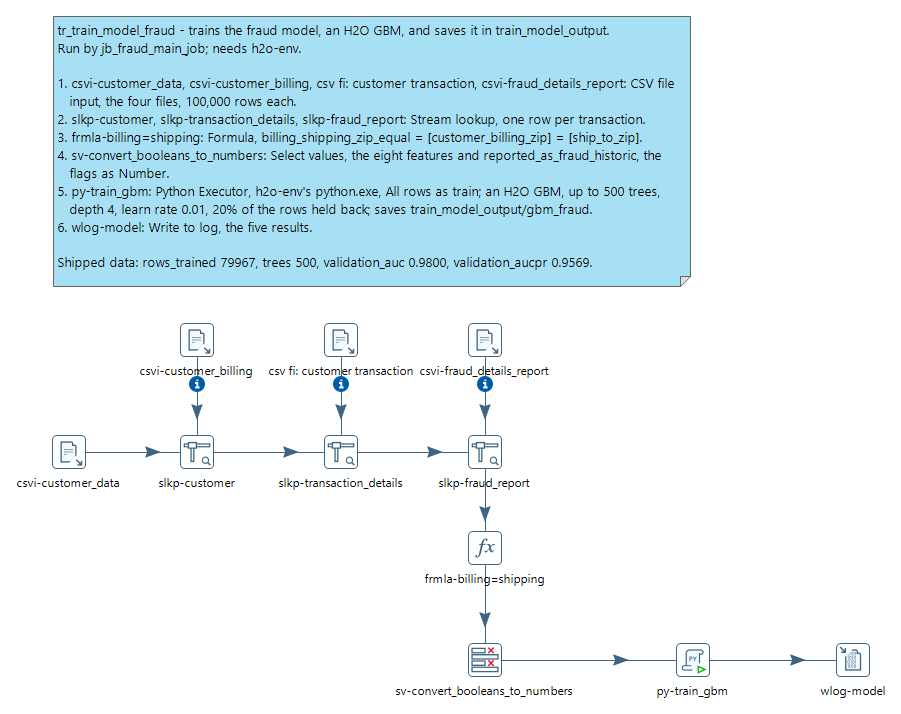 tr_train_model_fraud - trains the fraud model, an H2O GBM, and saves it in train_model_output.
Run by jb_fraud_main_job; needs h2o-env.
1. csvi-customer_data, csvi-customer_billing, csv fi: customer transaction, csvi-fraud_details_report: CSV file
input, the four files, 100,000 rows each.
2. slkp-customer, slkp-transaction_details, slkp-fraud_report: Stream lookup, one row per transaction.
3. frmla-billing=shipping: Formula, billing_shipping_zip_equal = [customer_billing_zip] = [ship_to_zip].
4. sv-convert_booleans_to_numbers: Select values, the eight features and reported_as_fraud_historic, the
flags as Number.
5. py-train_gbm: Python Executor, h2o-env's python.exe, All rows as train; an H2O GBM, up to 500 trees,
depth 4, learn rate 0.01, 20% of the rows held back; saves train_model_output/gbm_fraud.
6. wlog-model: Write to log, the five results.
Shipped data: rows_trained 79967, trees 500, validation_auc 0.9800, validation_aucpr 0.9569.
csvi-customer_billing
csv fi: customer transaction
csvi-fraud_details_report
csvi-customer_data
slkp-customer
slkp-transaction_details
slkp-fraud_report
fx
frmla-billing=shipping
sv-convert_booleans_to_numbers
PY
py-train_gbm
wlog-model